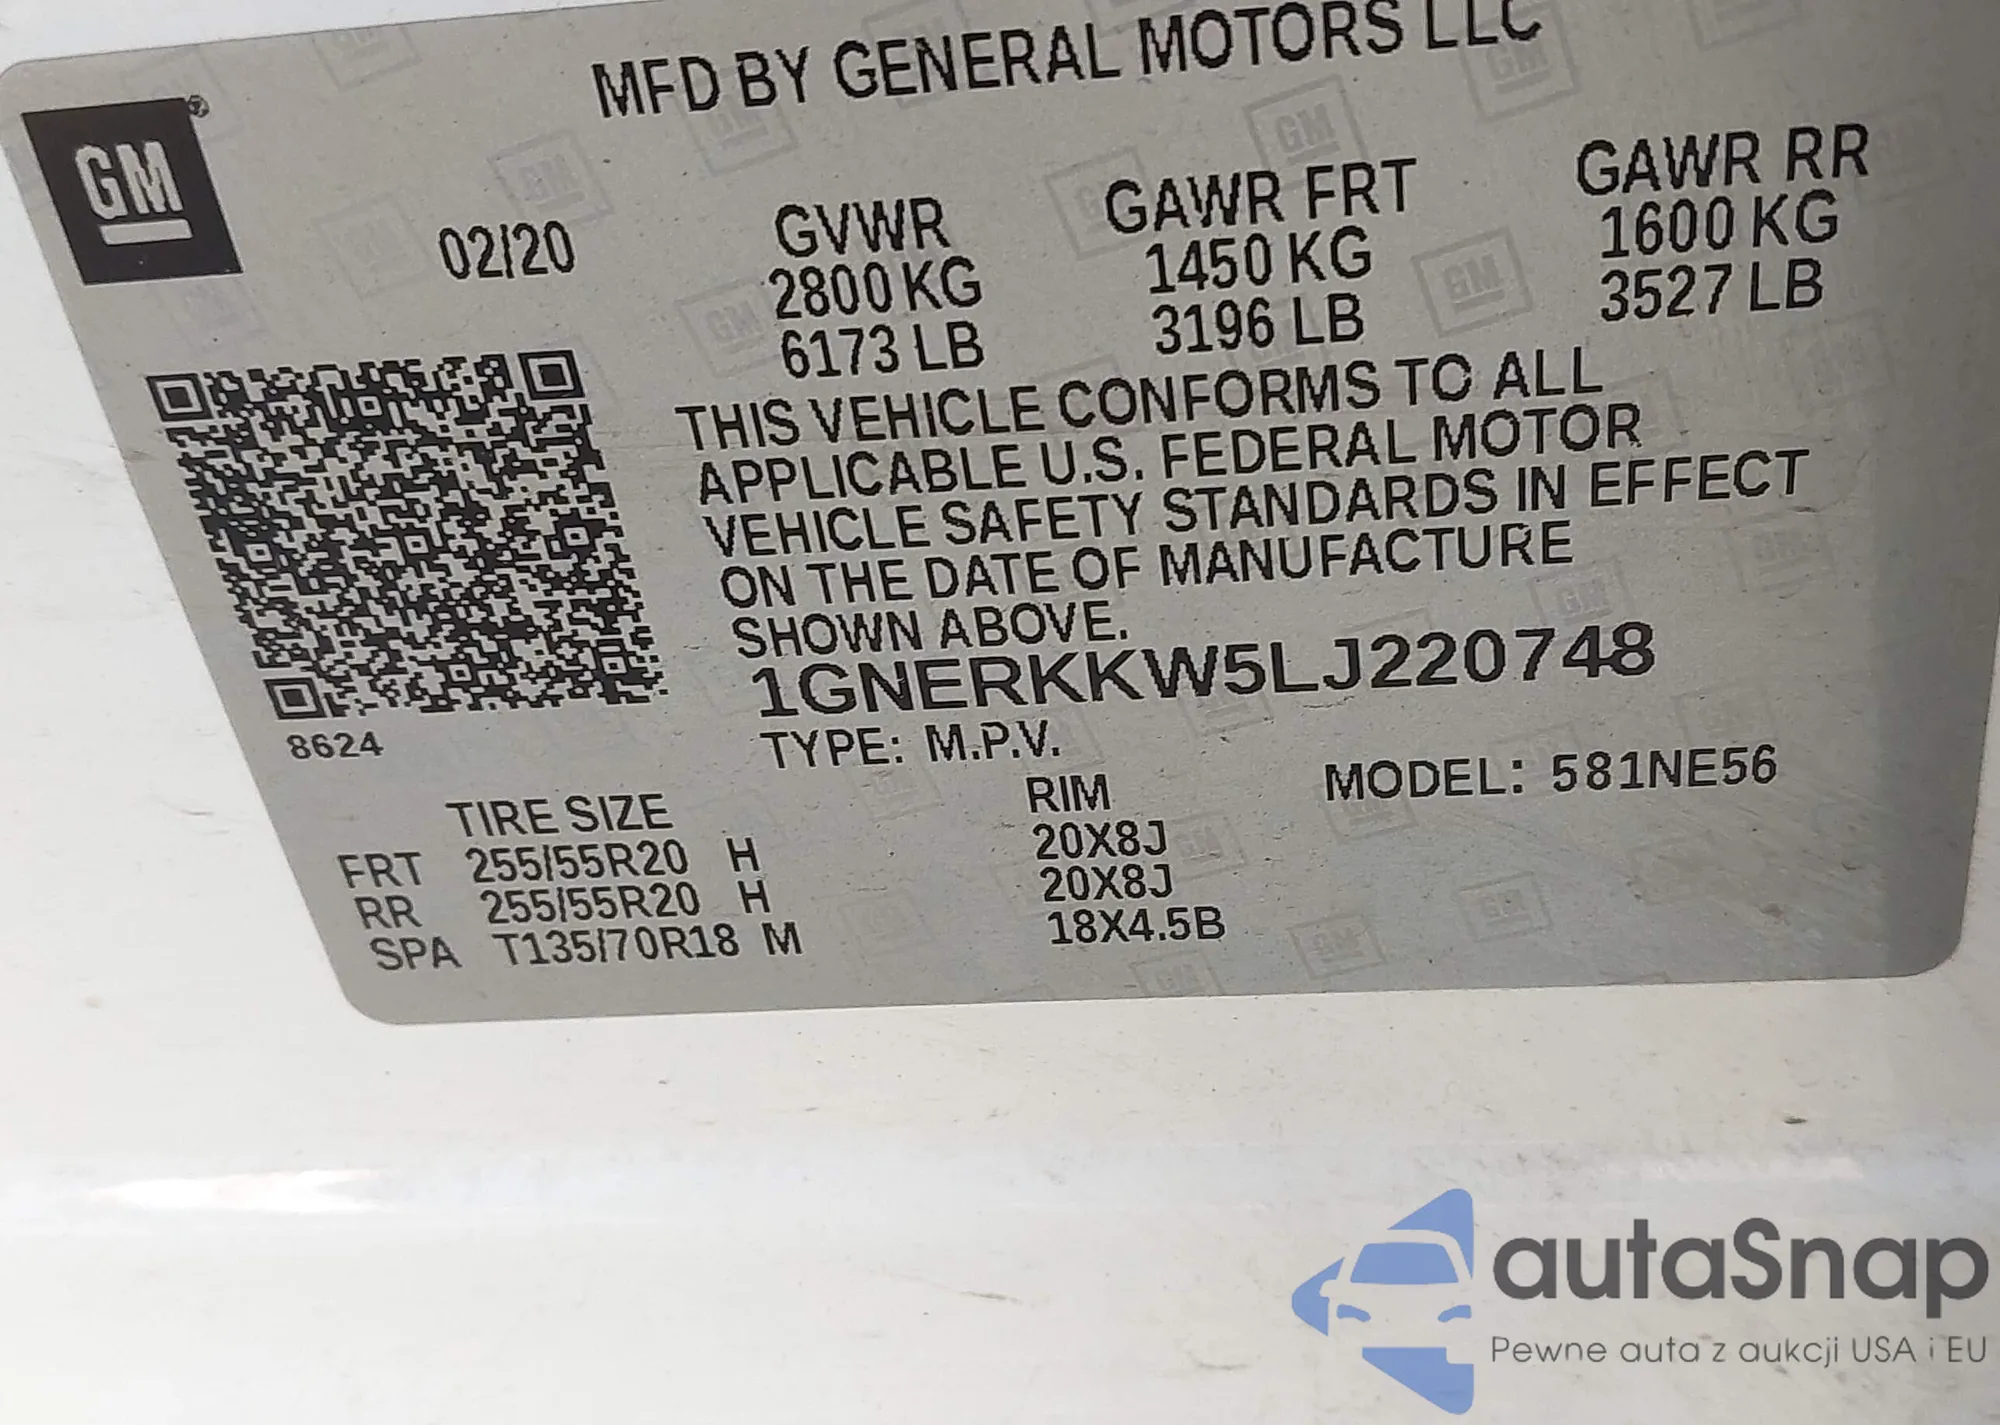 MFD BY GENERAL MOTORS LLC
GM
02/20
GVWR
2800 KG
6173 LB
GAWR FRT
1450 KG
3196 LB
GAWR RR
1600 KG
3527 LB
THIS VEHICLE CONFORMS TO ALL
APPLICABLE U.S. FEDERAL MOTOR
VEHICLE SAFETY STANDARDS IN EFFECT
ON THE DATE OF MANUFACTURE
SHOWN ABOVE.
1GNERKKW5LJ220748
8624
TYPE: M.P.V.
MODEL: 581NE56
TIRE SIZE RIM
FRT 255/55R20 H 20X8J
RR 255/55R20 H 20X8J
SPA T135/70R18 M 18X4.5B
autaSnap
Pewne auta z aukcji USA i EU